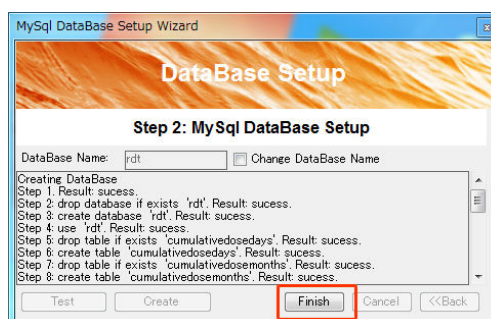 MySql DataBase Setup Wizard
DataBase Setup
Step 2: MySql DataBase Setup
DataBase Name: rdt Change DataBase Name
Creating DataBase
Step 1. Result: sucess.
Step 2: drop database if exists 'rdt'. Result: sucess.
Step 3: create database 'rdt'. Result: sucess.
Step 4: use 'rdt'. Result: sucess.
Step 5: drop table if exists 'cumulativedosedays'. Result: sucess.
Step 6: create table 'cumulativedosedays'. Result: sucess.
Step 7: drop table if exists 'cumulativedosemonths'. Result: sucess.
Step 8: create table 'cumulativedosemonths'. Result: sucess.
Test Create Finish Cancel <<Back